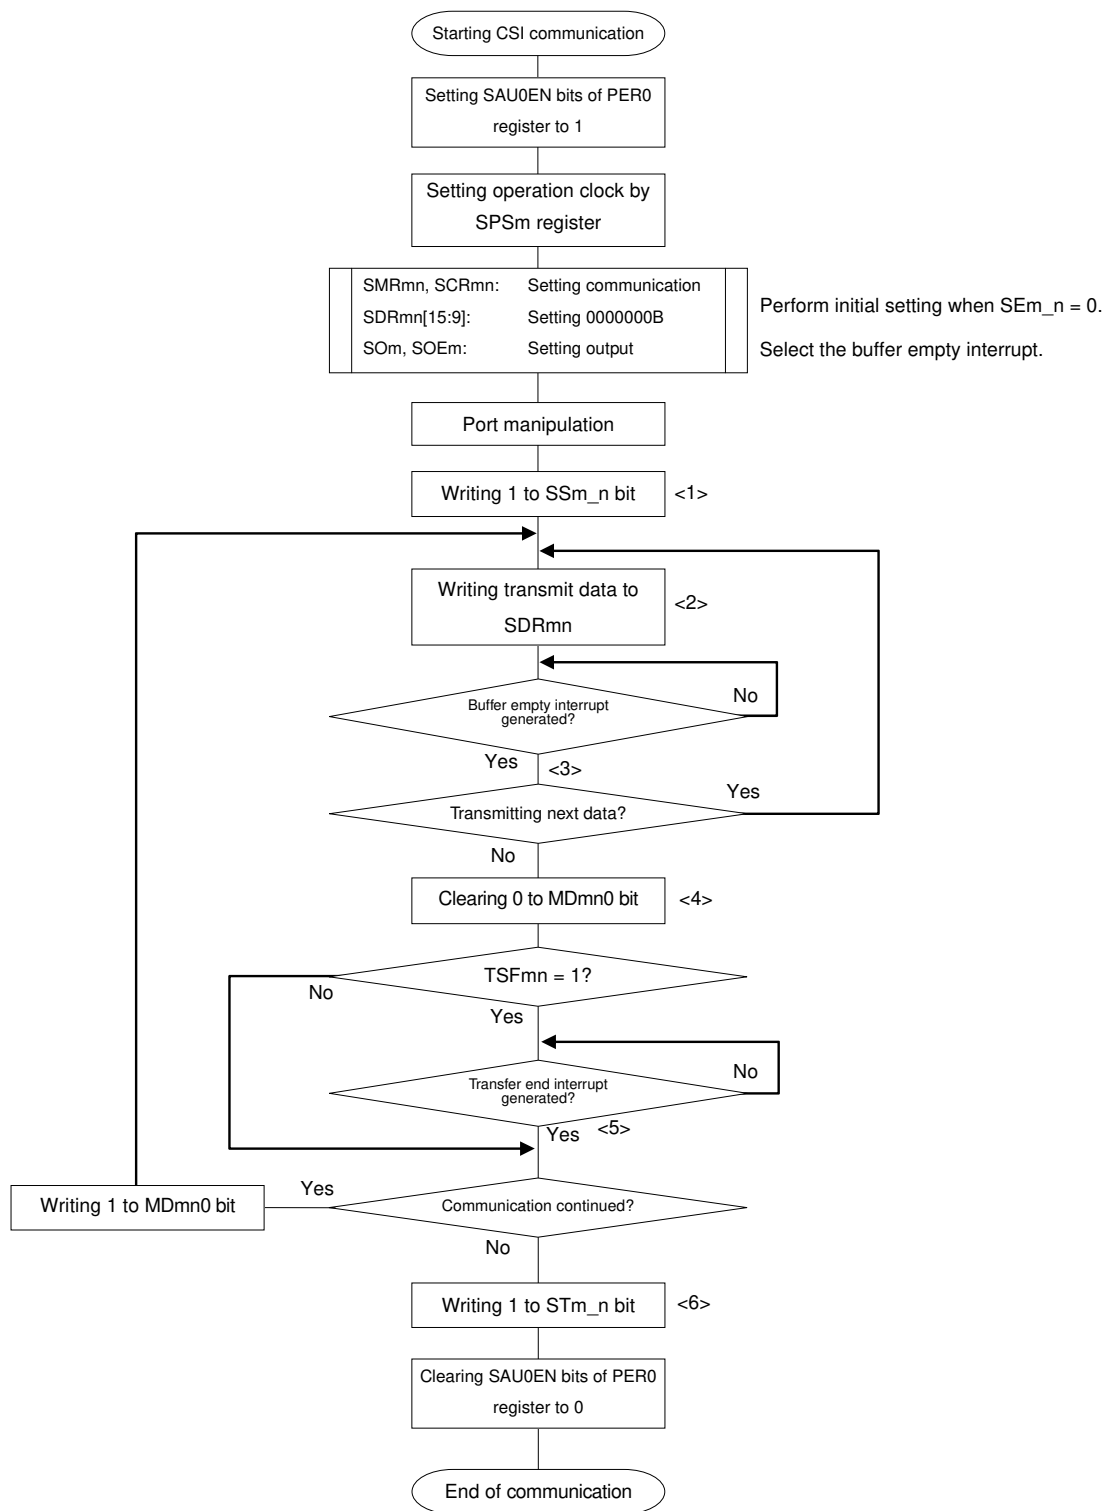 Starting CSI communication
Setting SAU0EN bits of PER0
register to 1
Setting operation clock by
SPSm register
SMRmn, SCRmn: Setting communication
SDRmn[15:9]: Setting 0000000B
SOm, SOEm: Setting output
Perform initial setting when SEm_n = 0.
Select the buffer empty interrupt.
Port manipulation
Writing 1 to SSm_n bit <1>
Writing transmit data to
SDRmn
<2>
Buffer empty interrupt
generated?
No
Yes <3>
Transmitting next data?
Yes
No
Clearing 0 to MDmn0 bit <4>
TSFmn = 1?
No
Yes
Transfer end interrupt
generated?
No
Yes <5>
Communication continued?
Yes
Writing 1 to MDmn0 bit
No
Writing 1 to STm_n bit <6>
Clearing SAU0EN bits of PER0
register to 0
End of communication